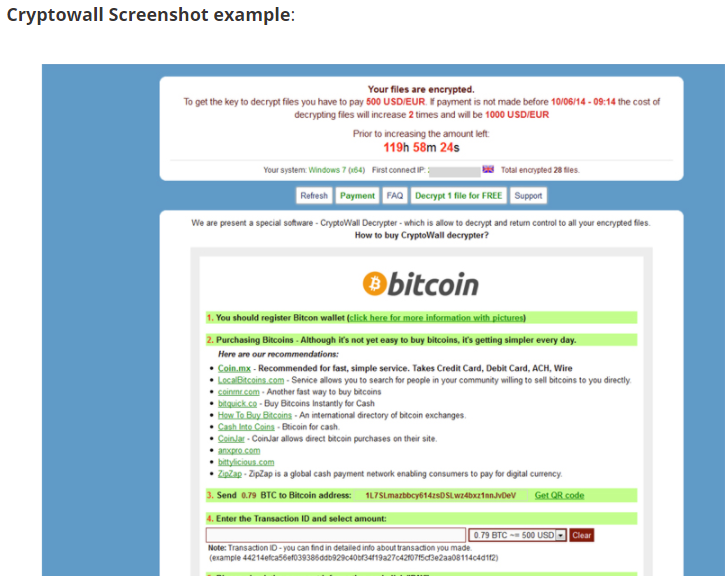 Cryptowall Screenshot example:
Your files are encrypted.
To get the key to decrypt files you have to pay 500 USD/EUR. If payment is not made before 10/06/14 - 09:14 the cost of
decrypting files will increase 2 times and will be 1000 USD/EUR
Prior to increasing the amount left:
119h 58m 24s
Your system: Windows 7 (x64) First connect IP: Total encrypted 28 files.
Refresh Payment FAQ Decrypt 1 file for FREE Support
We are present a special software - CryptoWall Decrypter - which is allow to decrypt and return control to all your encrypted files.
How to buy CryptoWall decrypter?
bitcoin
1. You should register Bitcon wallet (click here for more information with pictures)
2. Purchasing Bitcoins - Although it's not yet easy to buy bitcoins, it's getting simpler every day.
Here are our recommendations:
• Coin.mx - Recommended for fast, simple service. Takes Credit Card, Debit Card, ACH, Wire
• LocalBitcoins.com - Service allows you to search for people in your community willing to sell bitcoins to you directly.
• coinmr.com - Another fast way to buy bitcoins
• bitquick.co - Buy Bitcoins Instantly for Cash
• How To Buy Bitcoins - An international directory of bitcoin exchanges.
• Cash Into Coins - Bticoin for cash.
• CoinJar - CoinJar allows direct bitcoin purchases on their site.
• anxpro.com
• bittylicious.com
• ZipZap - ZipZap is a global cash payment network enabling consumers to pay for digital currency.
3. Send 0.79 BTC to Bitcoin address: Get QR code
4. Enter the Transaction ID and select amount:
0.79 BTC ~= 500 USD Clear
Note: Transaction ID - you can find in detailed info about transaction you made.
(example